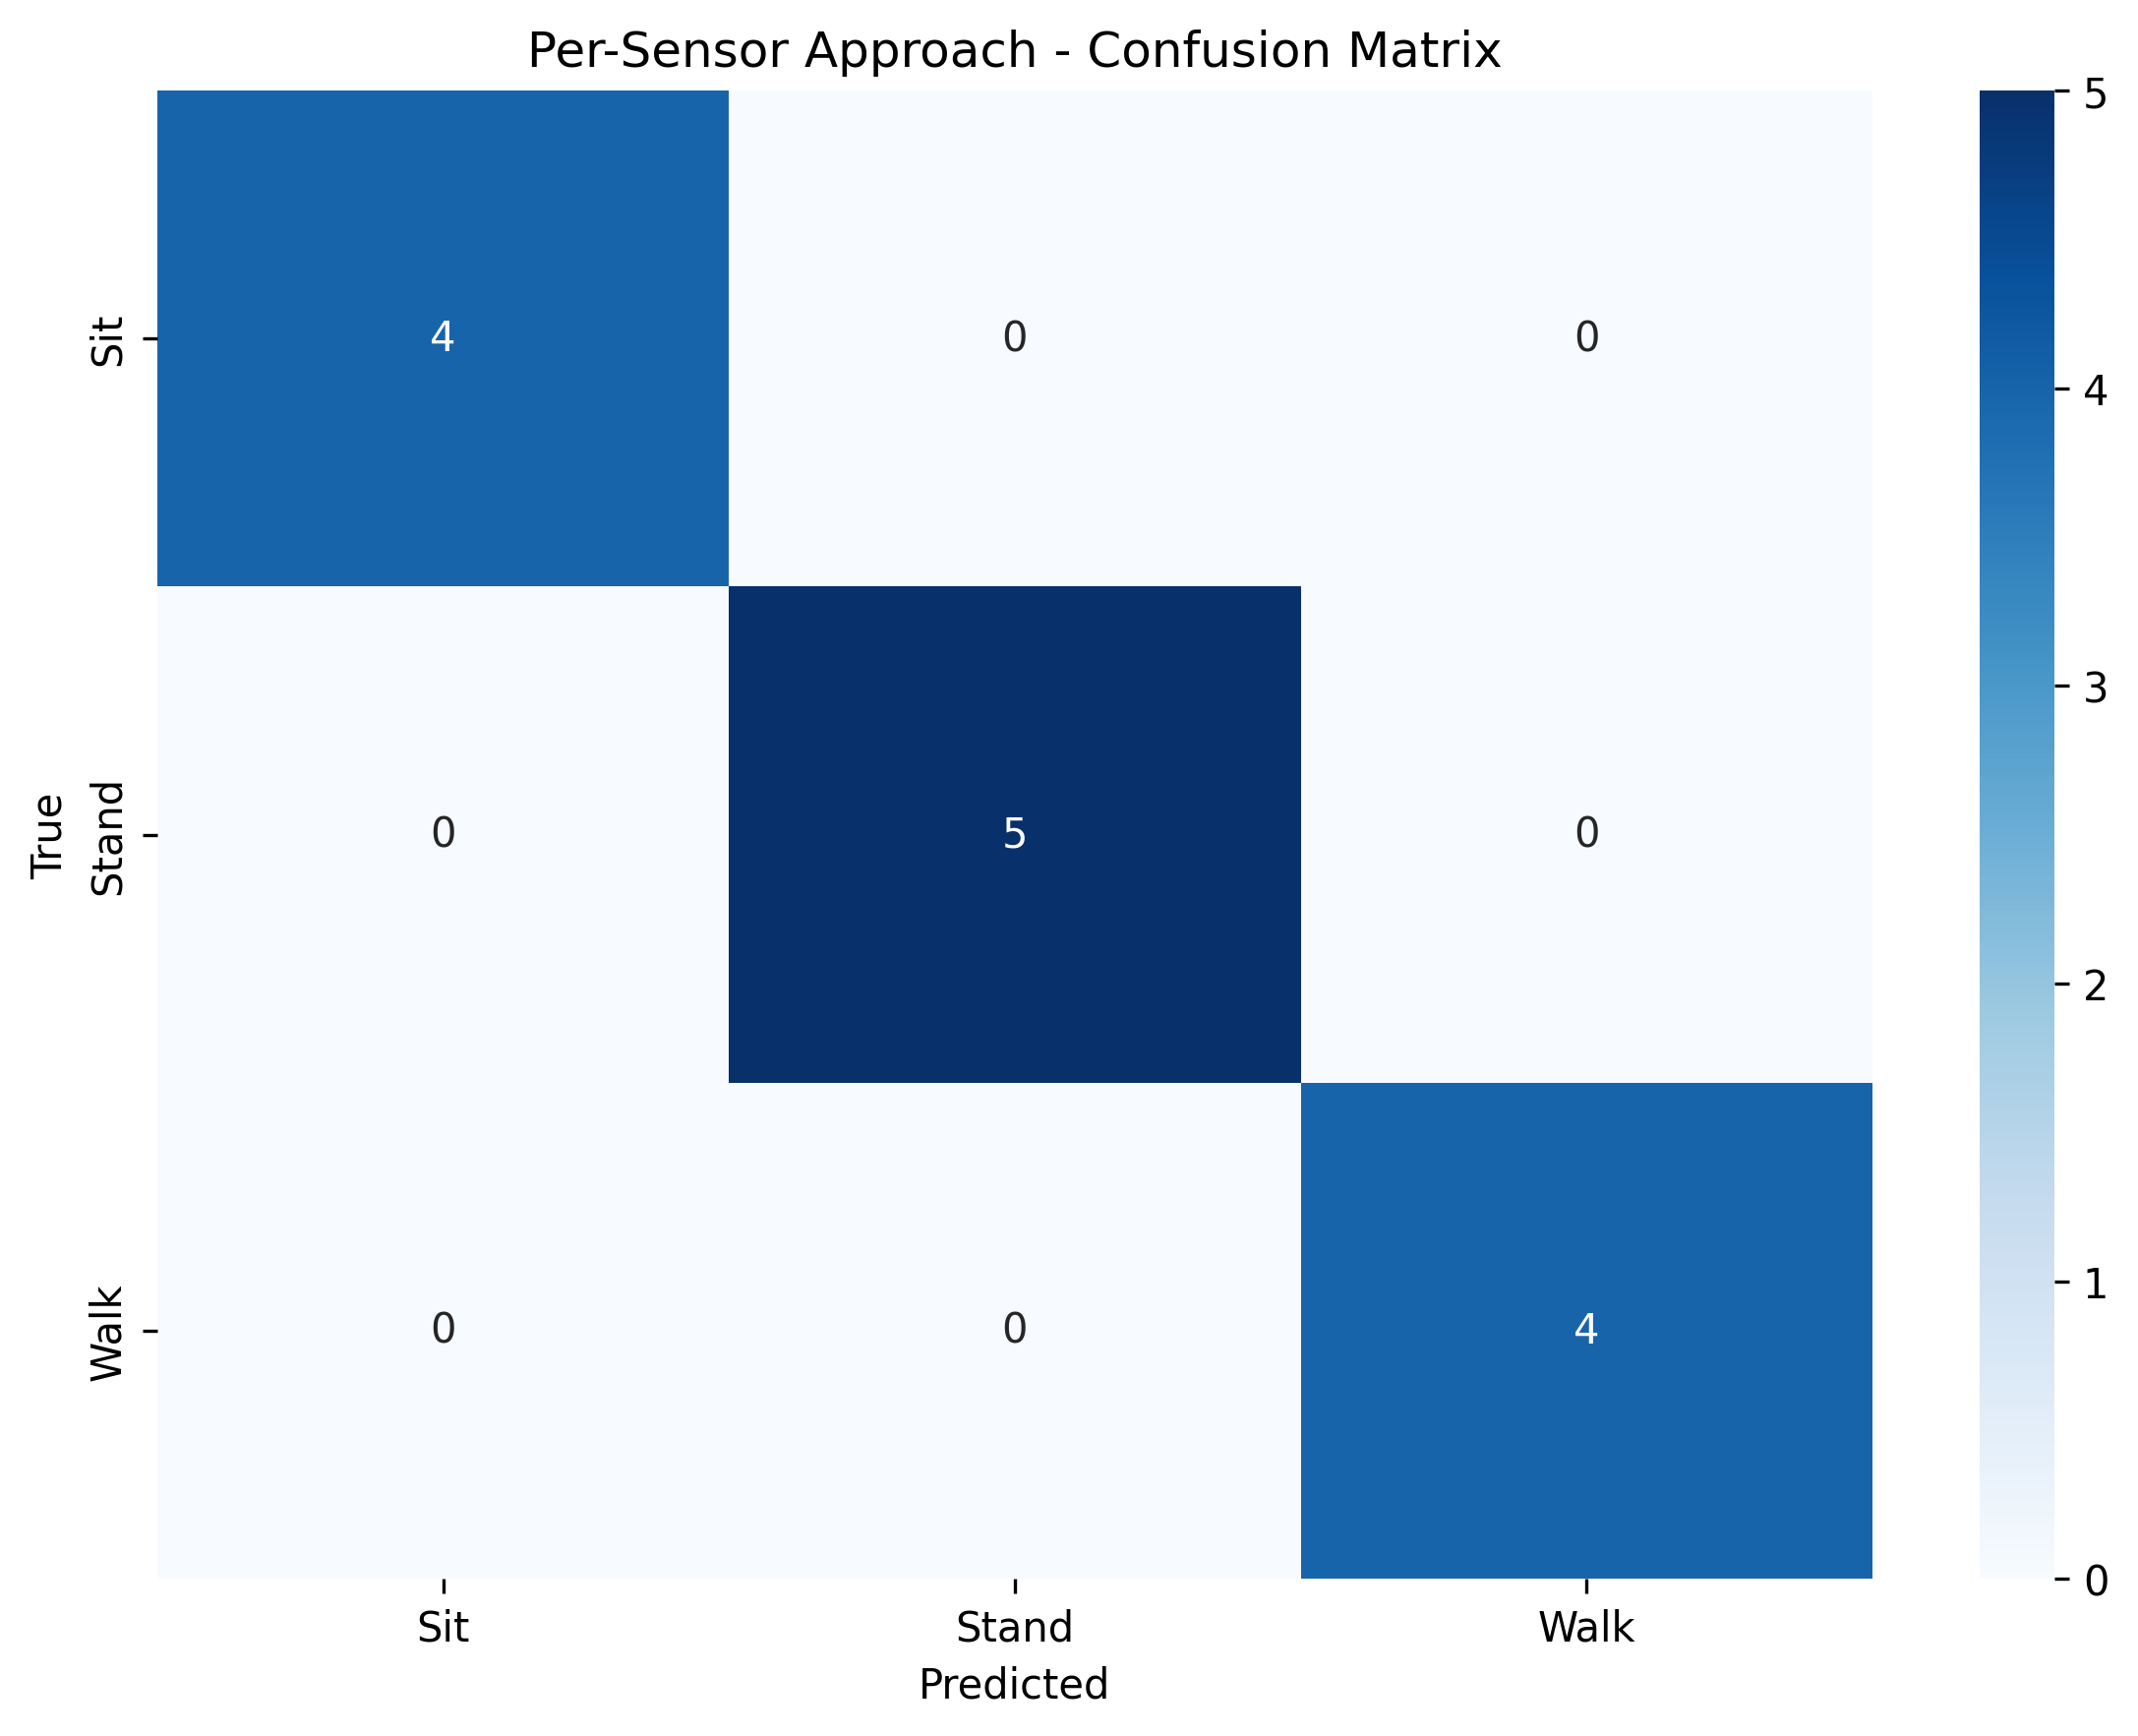 Per-Sensor Approach - Confusion Matrix
5
4
3
2
1
0
True
Sit
Stand
Walk
4 0 0
0 5 0
0 0 4
Sit Stand Walk
Predicted